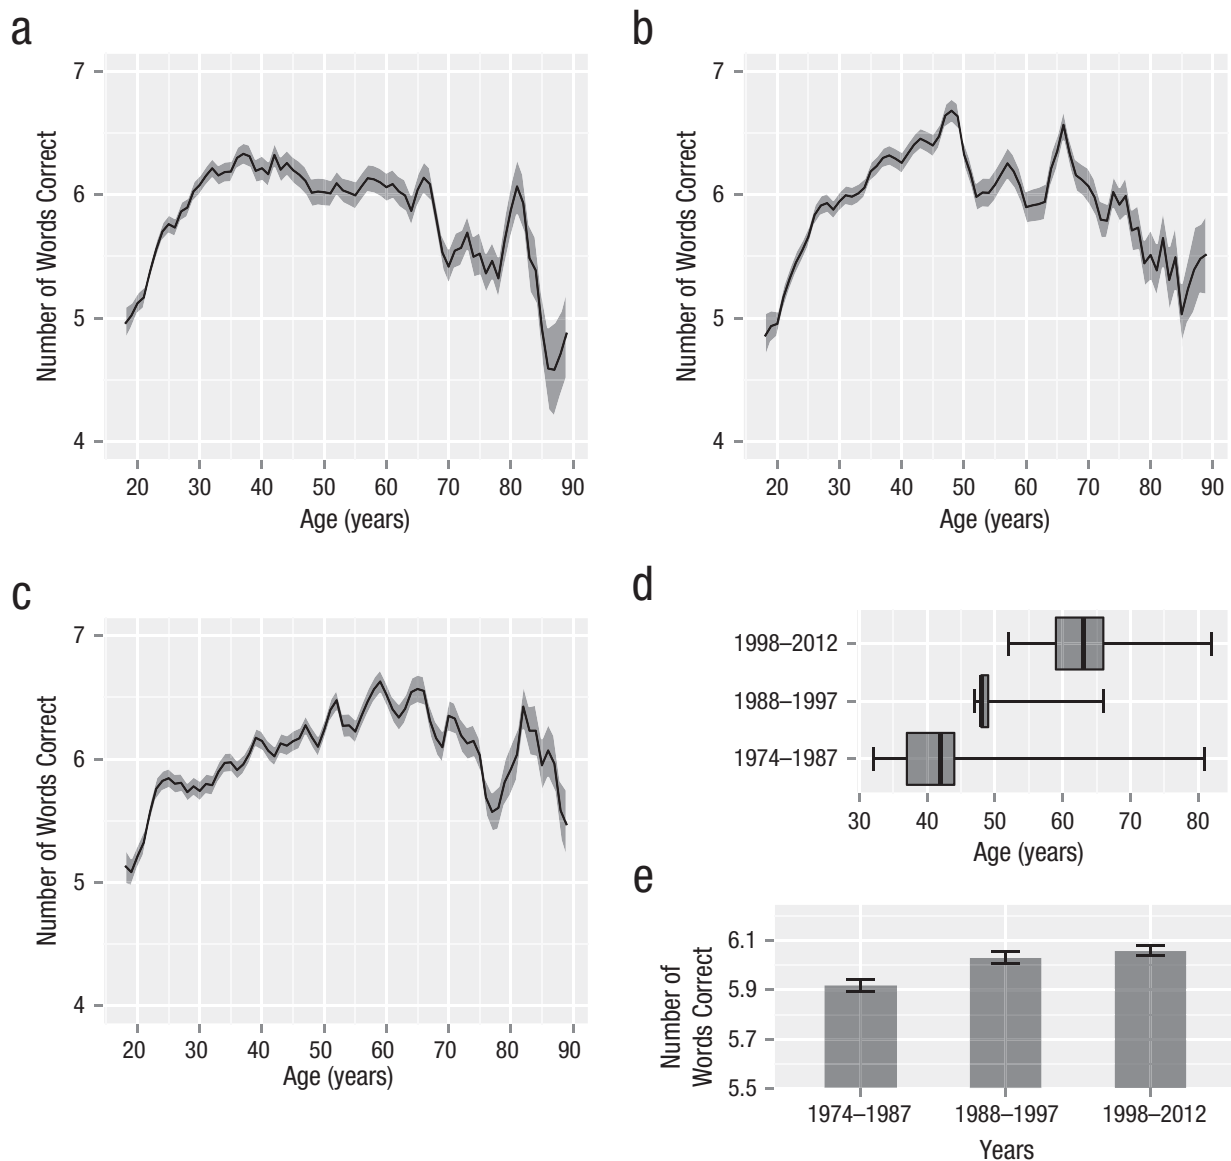 a
7
6
5
4
Number of Words Correct
20 30 40 50 60 70 80 90
Age (years)
b
7
6
5
4
Number of Words Correct
20 30 40 50 60 70 80 90
Age (years)
c
7
6
5
4
Number of Words Correct
20 30 40 50 60 70 80 90
Age (years)
d
1998–2012
1988–1997
1974–1987
30 40 50 60 70 80
Age (years)
e
6.1
5.9
5.7
5.5
Number of
Words Correct
1974–1987 1988–1997 1998–2012
Years